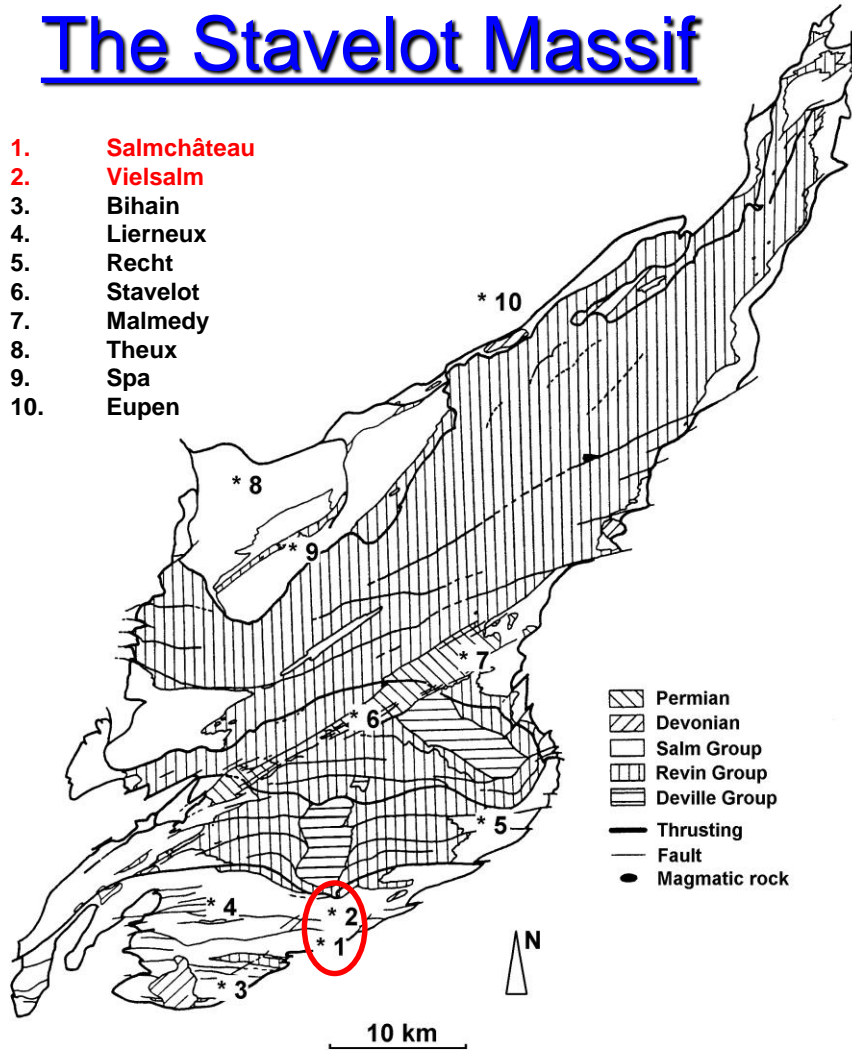 The Stavelot Massif
1. Salmchâteau
2. Vielsalm
3. Bihain
4. Lierneux
5. Recht
6. Stavelot
7. Malmedy
8. Theux
9. Spa
10. Eupen
* 10
* 8
* 9
* 7
* 6
* 5
* 4
* 2
* 1
* 3
Permian
Devonian
Salm Group
Revin Group
Deville Group
Thrusting
Fault
Magmatic rock
N
10 km